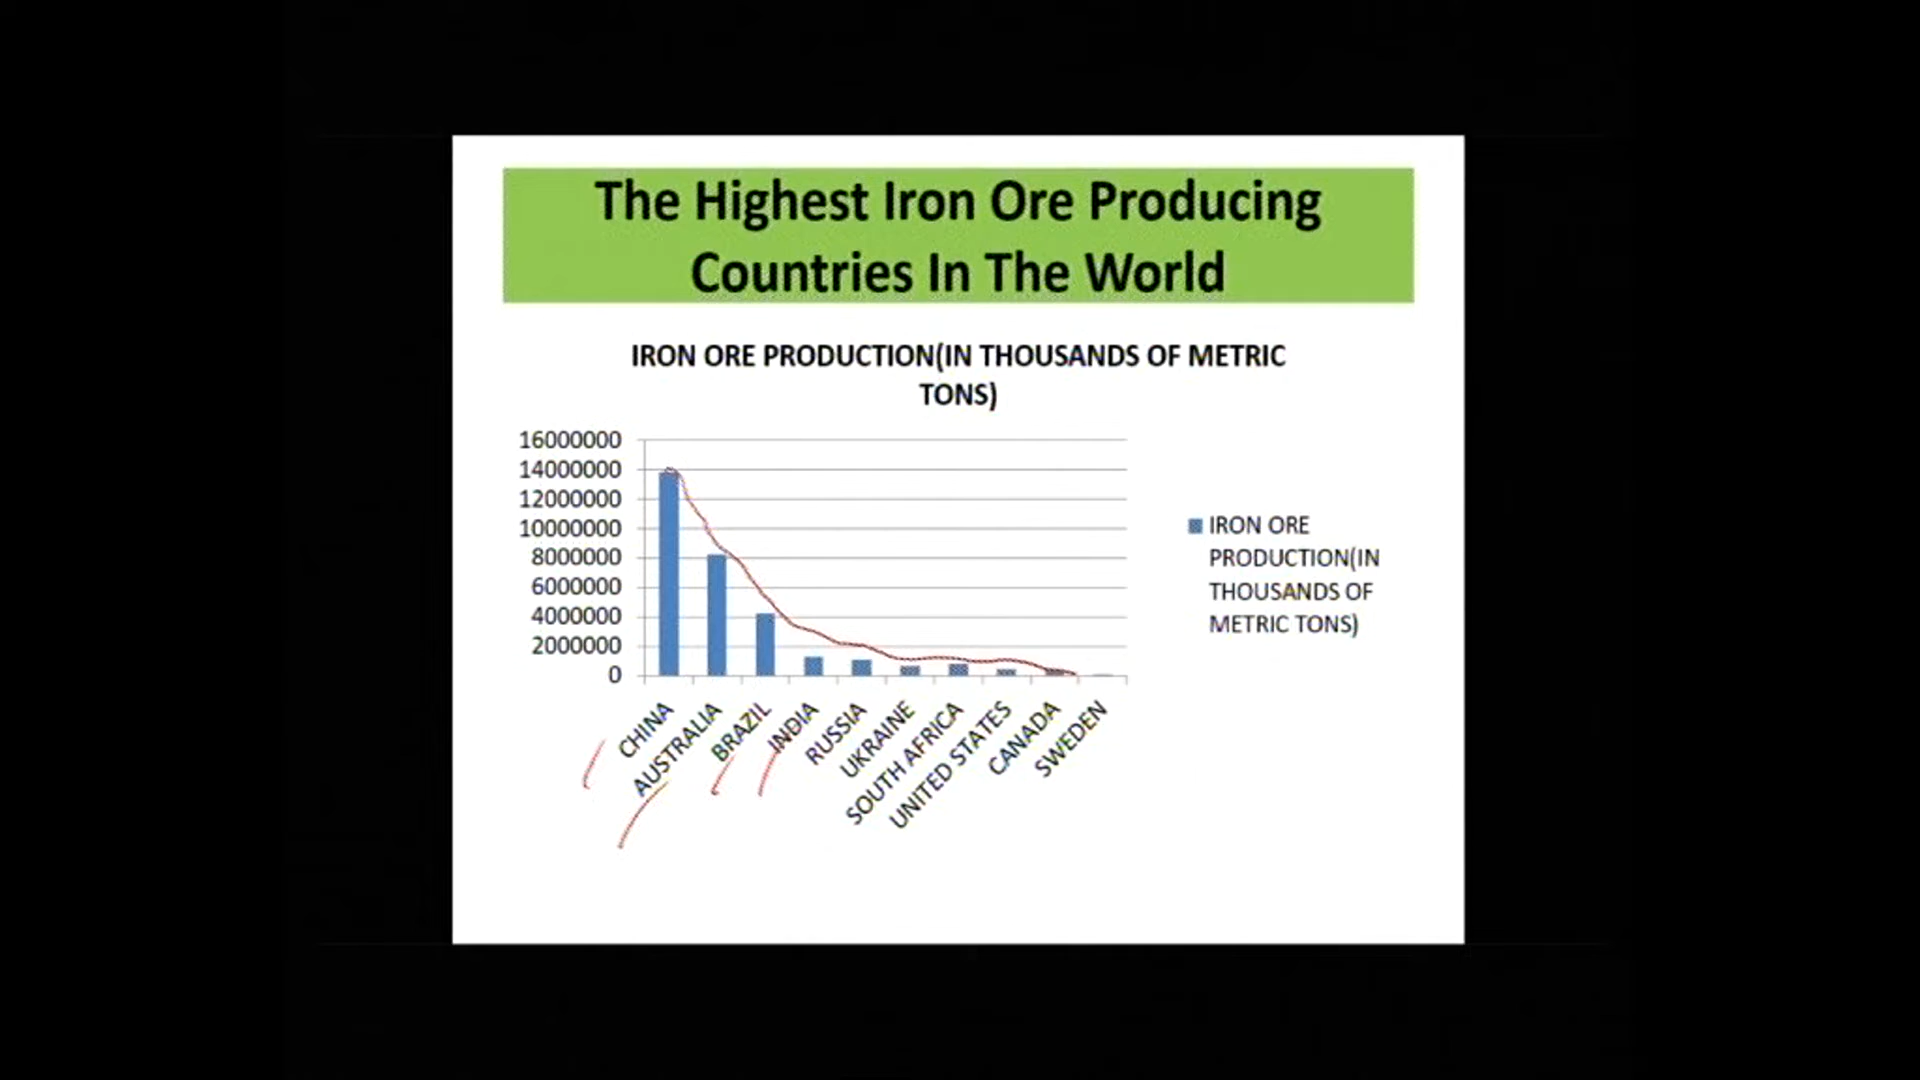 The Highest Iron Ore Producing
Countries In The World
IRON ORE PRODUCTION(IN THOUSANDS OF METRIC
TONS)
16000000
14000000
12000000
10000000
8000000
6000000
4000000
2000000
0
CHINA
AUSTRALIA
BRAZIL
INDIA
RUSSIA
UKRAINE
SOUTH AFRICA
UNITED STATES
CANADA
SWEDEN
IRON ORE
PRODUCTION(IN
THOUSANDS OF
METRIC TONS)